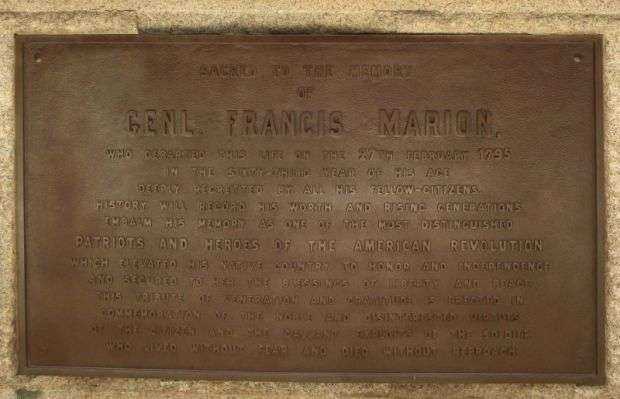 SACRED TO THE MEMORY
OF
GENL. FRANCIS MARION,
WHO DEPARTED THIS LIFE ON THE 27TH FEBRUARY 1795
IN THE SIXTY-THIRD YEAR OF HIS AGE
DEEPLY REGRETTED BY ALL HIS FELLOW-CITIZENS.
HISTORY WILL RECORD HIS WORTH AND RISING GENERATIONS
EMBALM HIS MEMORY AS ONE OF THE MOST DISTINGUISHED
PATRIOTS AND HEROES OF THE AMERICAN REVOLUTION
WHICH ELEVATED HIS NATIVE COUNTRY TO HONOR AND INDEPENDENCE
AND SECURED TO HER THE BLESSINGS OF LIBERTY AND PEACE
THIS TRIBUTE OF VENERATION AND GRATITUDE IS ERECTED IN
COMMEMORATION OF THE NOBLE AND DISINTERESTED VIRTUES
OF THE CITIZEN AND THE GALLANT EXPLOITS OF THE SOLDIER
WHO LIVED WITHOUT FEAR AND DIED WITHOUT REPROACH